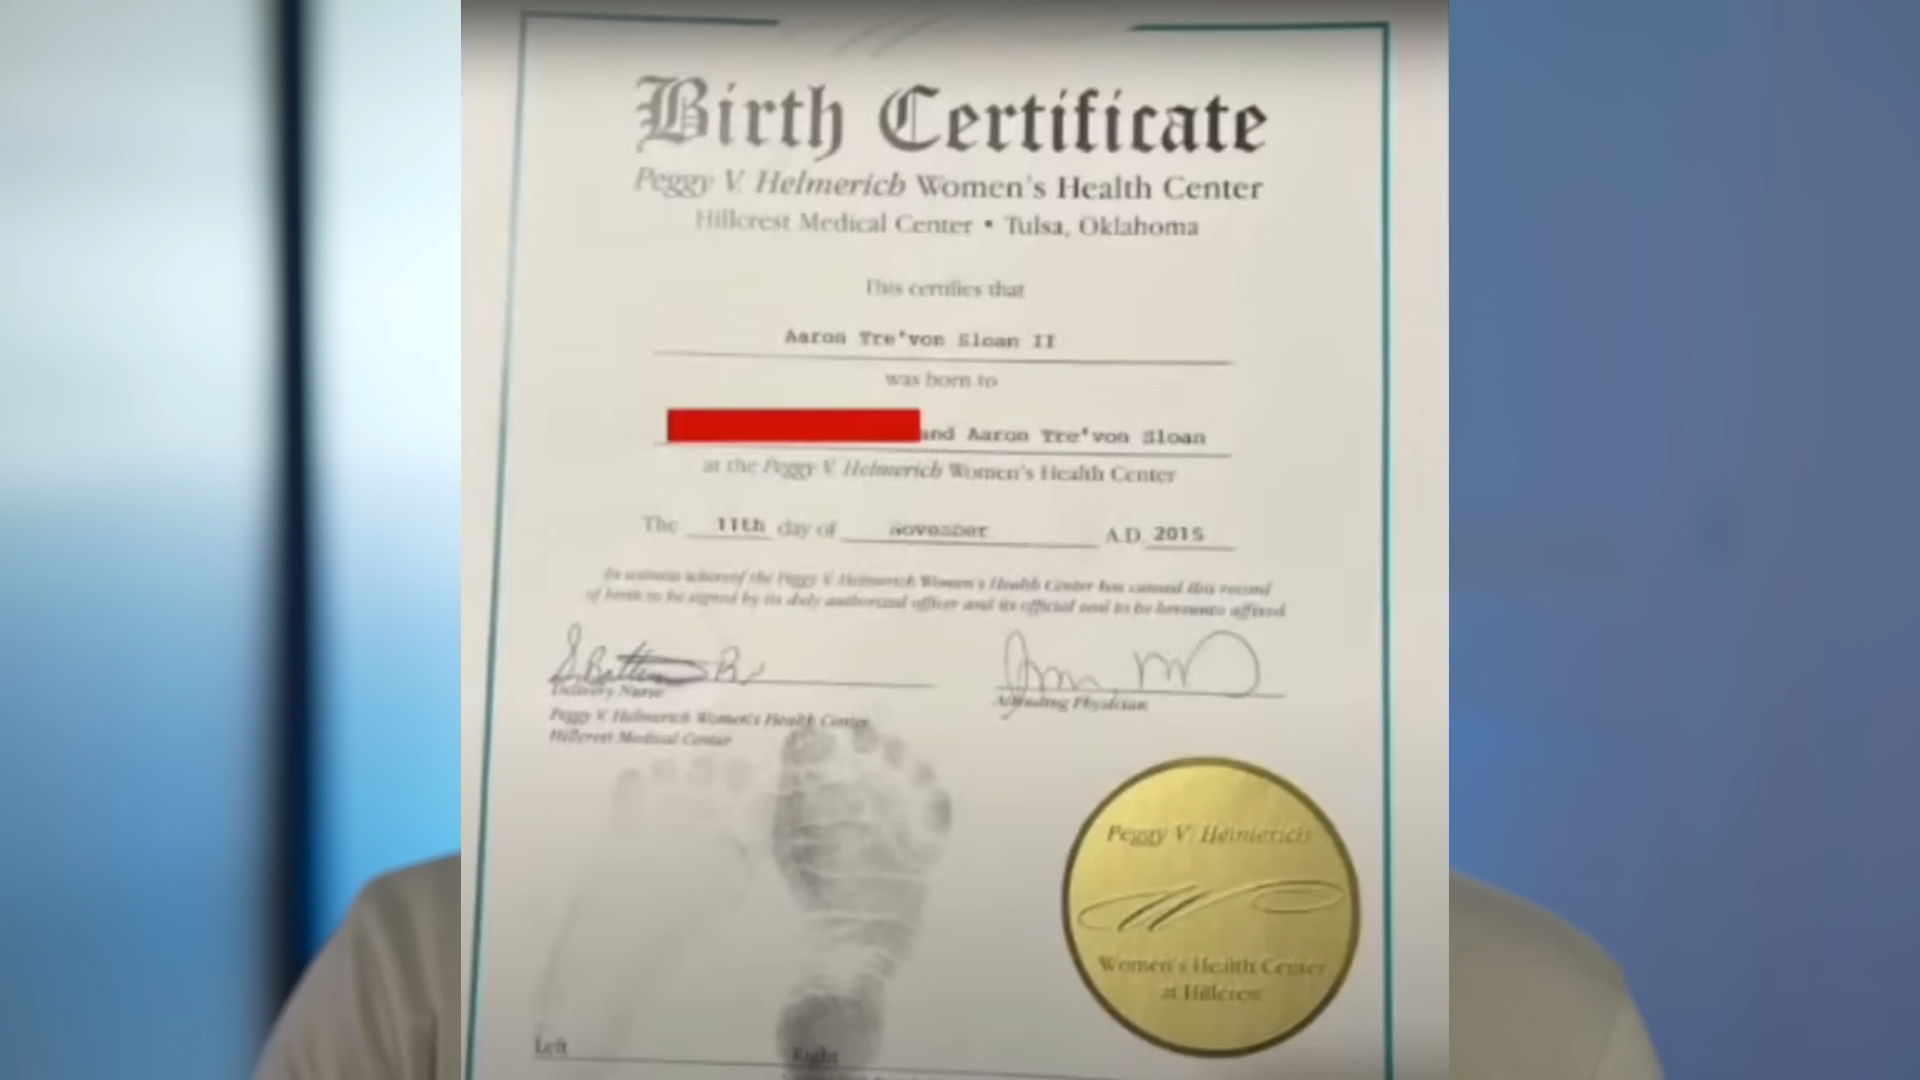 Birth Certificate
Peggy V. Helmerich Women's Health Center
Hillcrest Medical Center • Tulsa, Oklahoma
This certifies that
Aaron Tre'von Sloan II
was born to
and Aaron Tre'von Sloan
at the Peggy V. Helmerich Women's Health Center
The 11th day of November A.D. 2015
In witness whereof the Peggy V. Helmerich Women's Health Center has caused this record
of birth to be signed by its duly authorized officer and its official seal to be hereunto affixed
Delivery Nurse
Attending Physician
Peggy V. Helmerich Women's Health Center
Hillcrest Medical Center
Peggy V. Helmerich
Women's Health Center
at Hillcrest
Left
Right